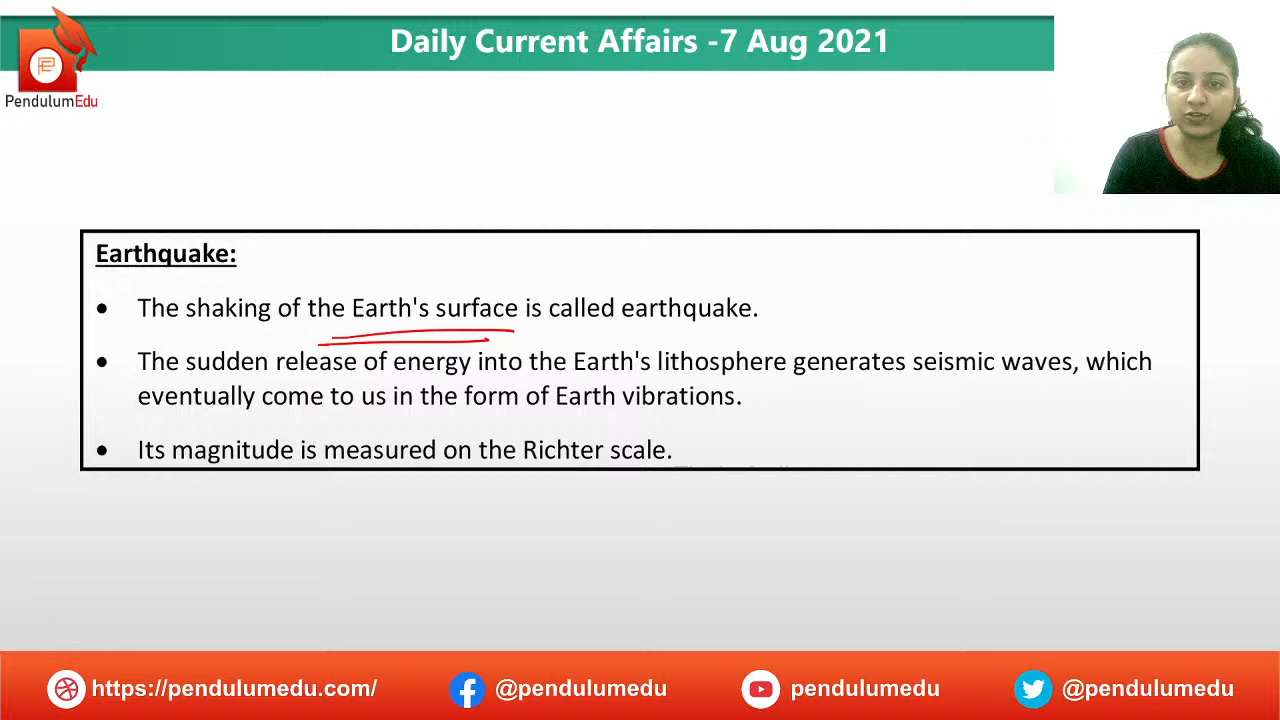 Daily Current Affairs -7 Aug 2021
PendulumEdu
Earthquake:
• The shaking of the Earth's surface is called earthquake.
• The sudden release of energy into the Earth's lithosphere generates seismic waves, which
eventually come to us in the form of Earth vibrations.
• Its magnitude is measured on the Richter scale.
https://pendulumedu.com/
@pendulumedu
pendulumedu
@pendulumedu